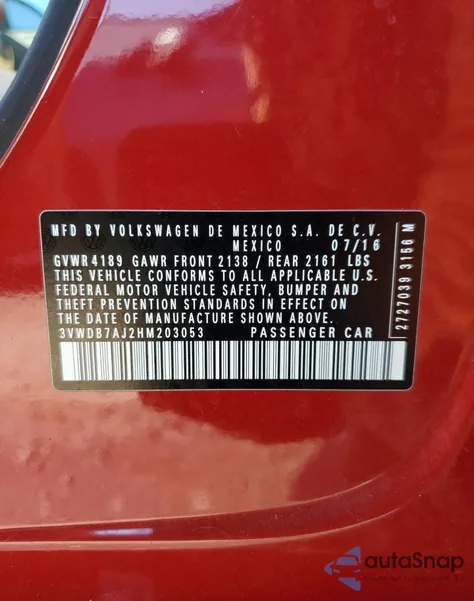 MFD BY VOLKSWAGEN DE MEXICO S.A. DE C.V.
MEXICO 07/16
GVWR 4189 GAWR FRONT 2138 / REAR 2161 LBS
THIS VEHICLE CONFORMS TO ALL APPLICABLE U.S.
FEDERAL MOTOR VEHICLE SAFETY, BUMPER AND
THEFT PREVENTION STANDARDS IN EFFECT ON
THE DATE OF MANUFACTURE SHOWN ABOVE.
3VWDB7AJ2HM203053 PASSENGER CAR
2727039 3156 M
autoSnap